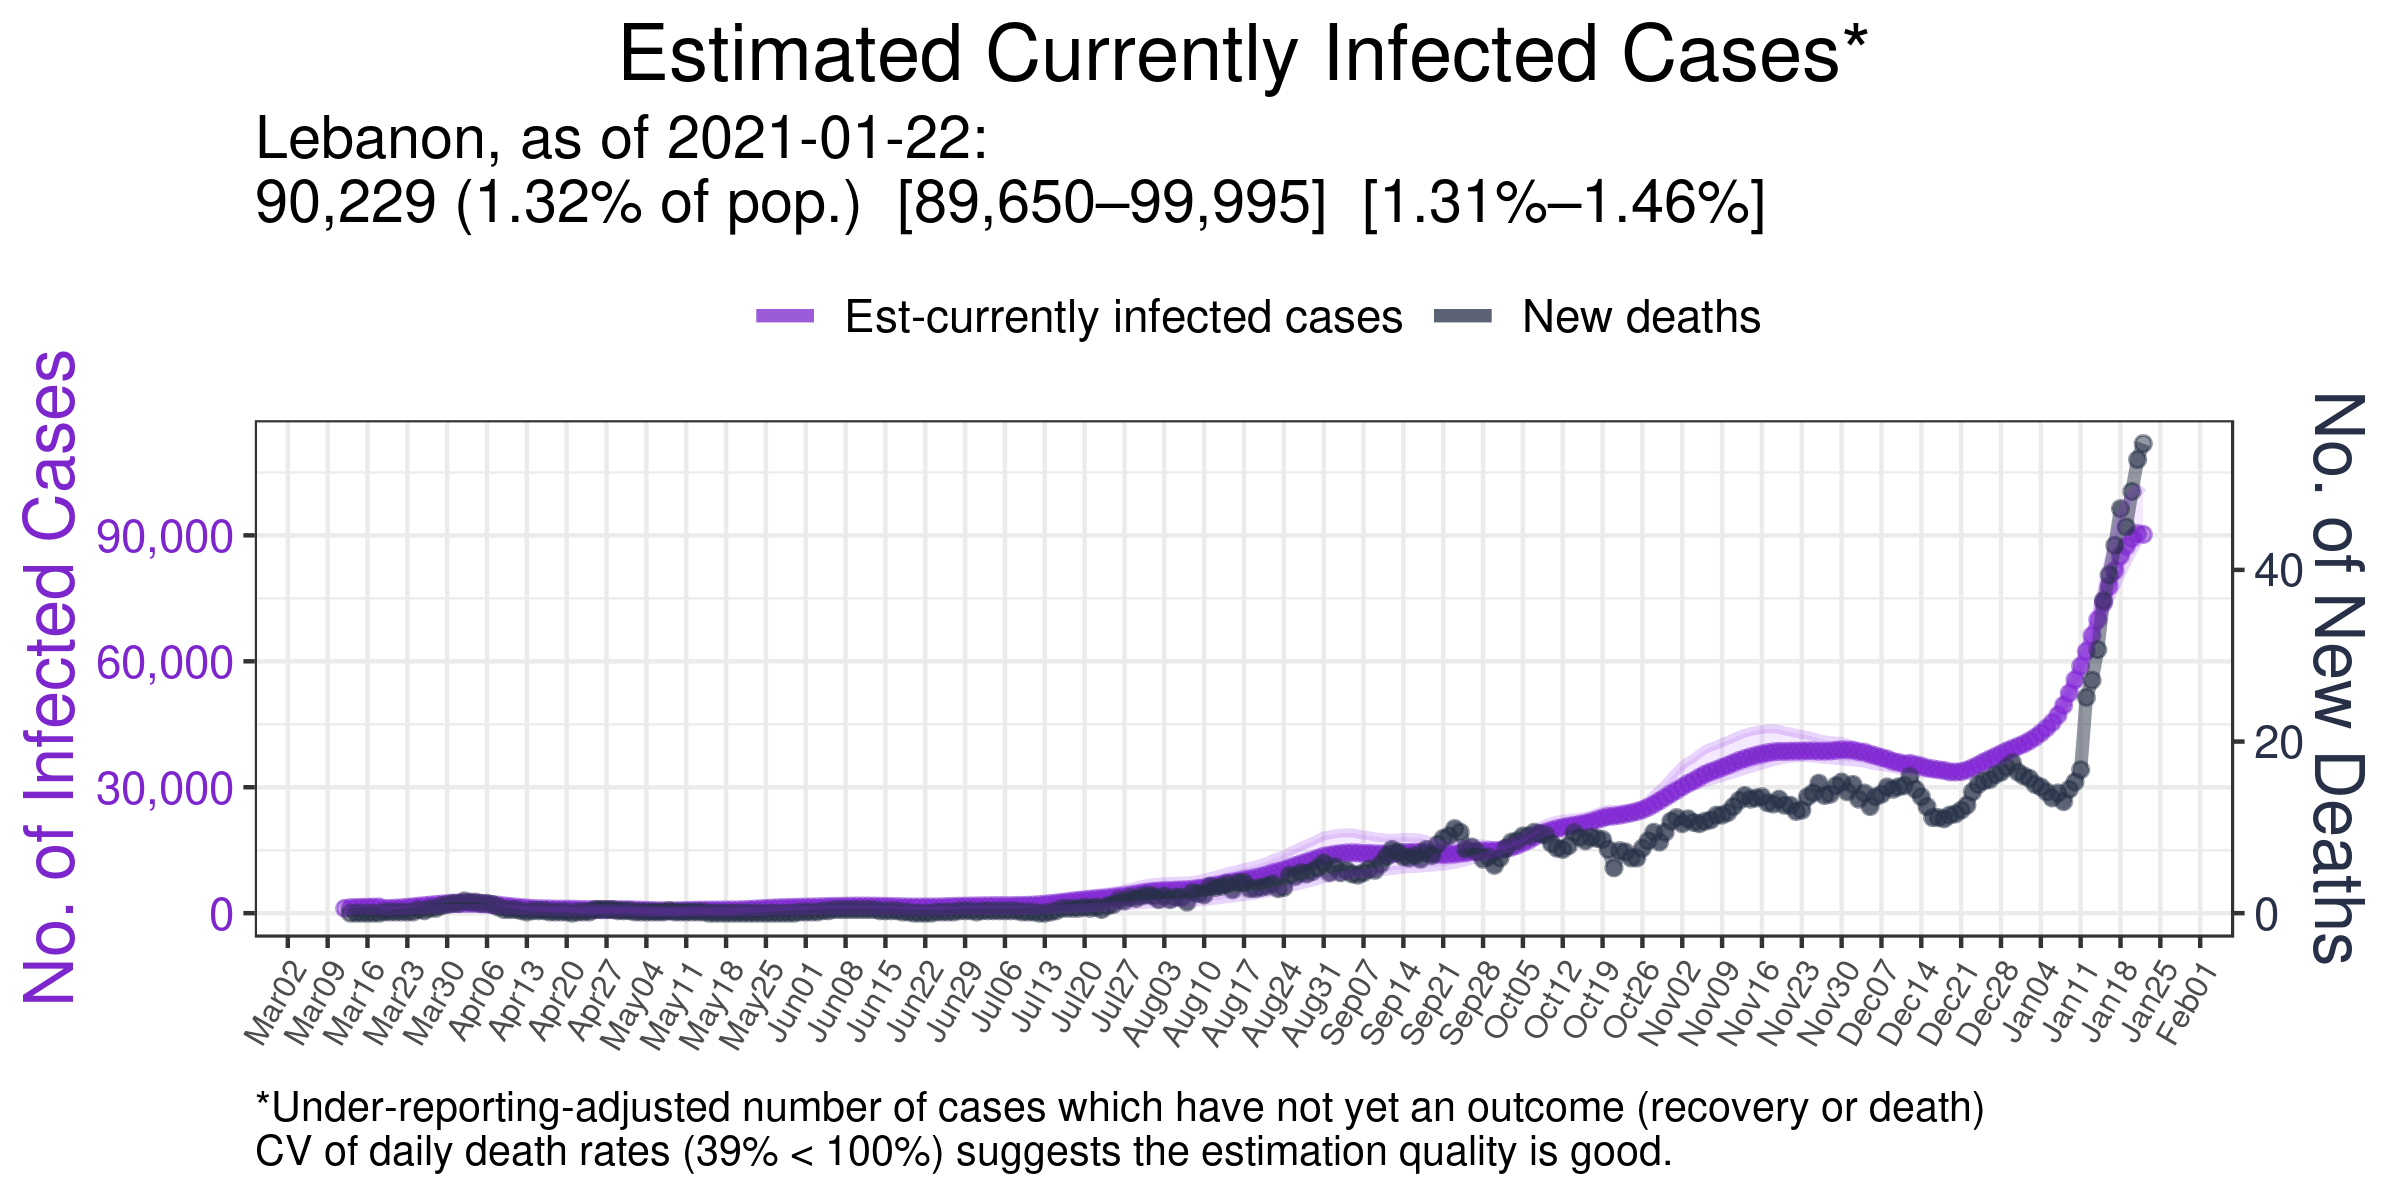 Estimated Currently Infected Cases*
Lebanon, as of 2021-01-22:
90,229 (1.32% of pop.)  [89,650–99,995]  [1.31%–1.46%]
Est-currently infected cases
New deaths
No. of Infected Cases
90,000
60,000
30,000
0
40
20
0
No. of New Deaths
Mar02
Mar09
Mar16
Mar23
Mar30
Apr06
Apr13
Apr20
Apr27
May04
May11
May18
May25
Jun01
Jun08
Jun15
Jun22
Jun29
Jul06
Jul13
Jul20
Jul27
Aug03
Aug10
Aug17
Aug24
Aug31
Sep07
Sep14
Sep21
Sep28
Oct05
Oct12
Oct19
Oct26
Nov02
Nov09
Nov16
Nov23
Nov30
Dec07
Dec14
Dec21
Dec28
Jan04
Jan11
Jan18
Jan25
Feb01
*Under-reporting-adjusted number of cases which have not yet an outcome (recovery or death)
CV of daily death rates (39% < 100%) suggests the estimation quality is good.